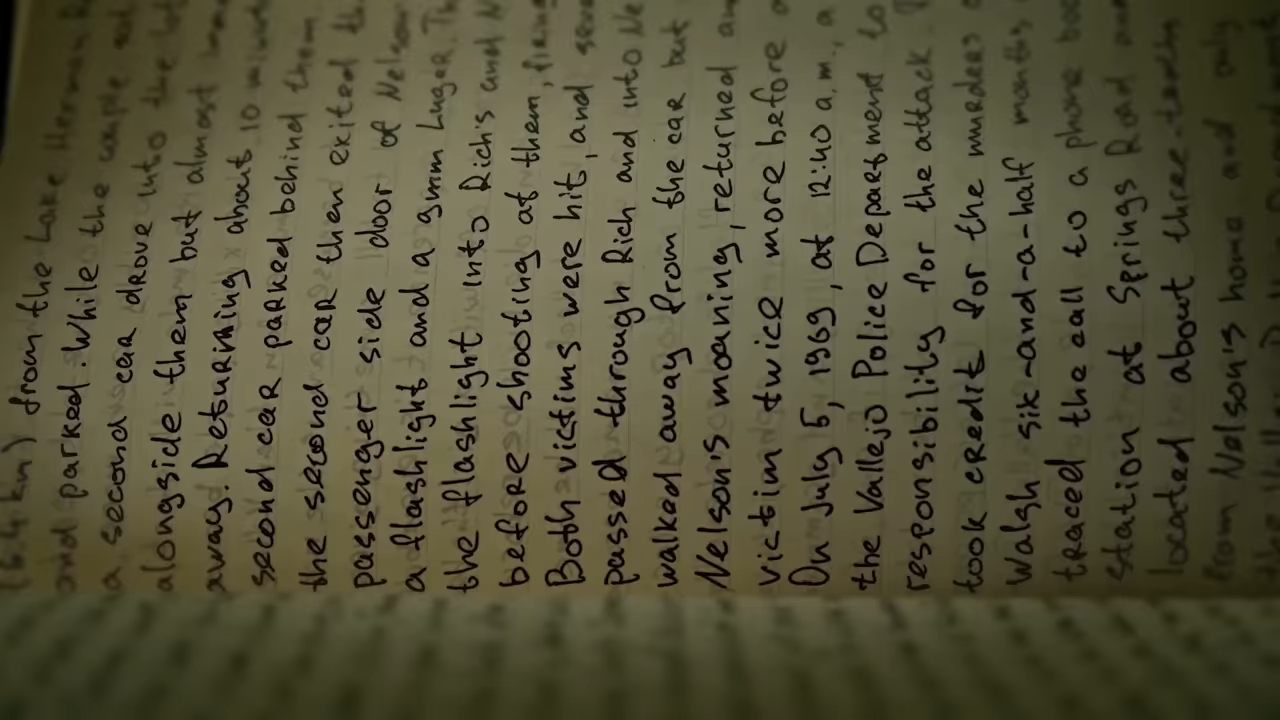 (6.4 km) from the Lake Herman
and parked. While the couple sat
a second car drove into the lot
alongside them but almost
away. Returning about 10
second car parked behind them
the second car then exited
passenger side door of Nelson
a flashlight and a 9mm Luger.
the flashlight into Rich's and
before shooting at them, firing
Both victims were hit, and
passed through Rich and into
walked away from the car but
Nelson's moaning, returned
victim twice more before
On July 5, 1969, at 12:40 a.m., a
the Vallejo Police Department to
responsibility for the attack.
took credit for the murders
Walsh sik-and-a-half months
traced the call to a phone
station at Springs Road and
located about three-tenths
from Nelson's home and only